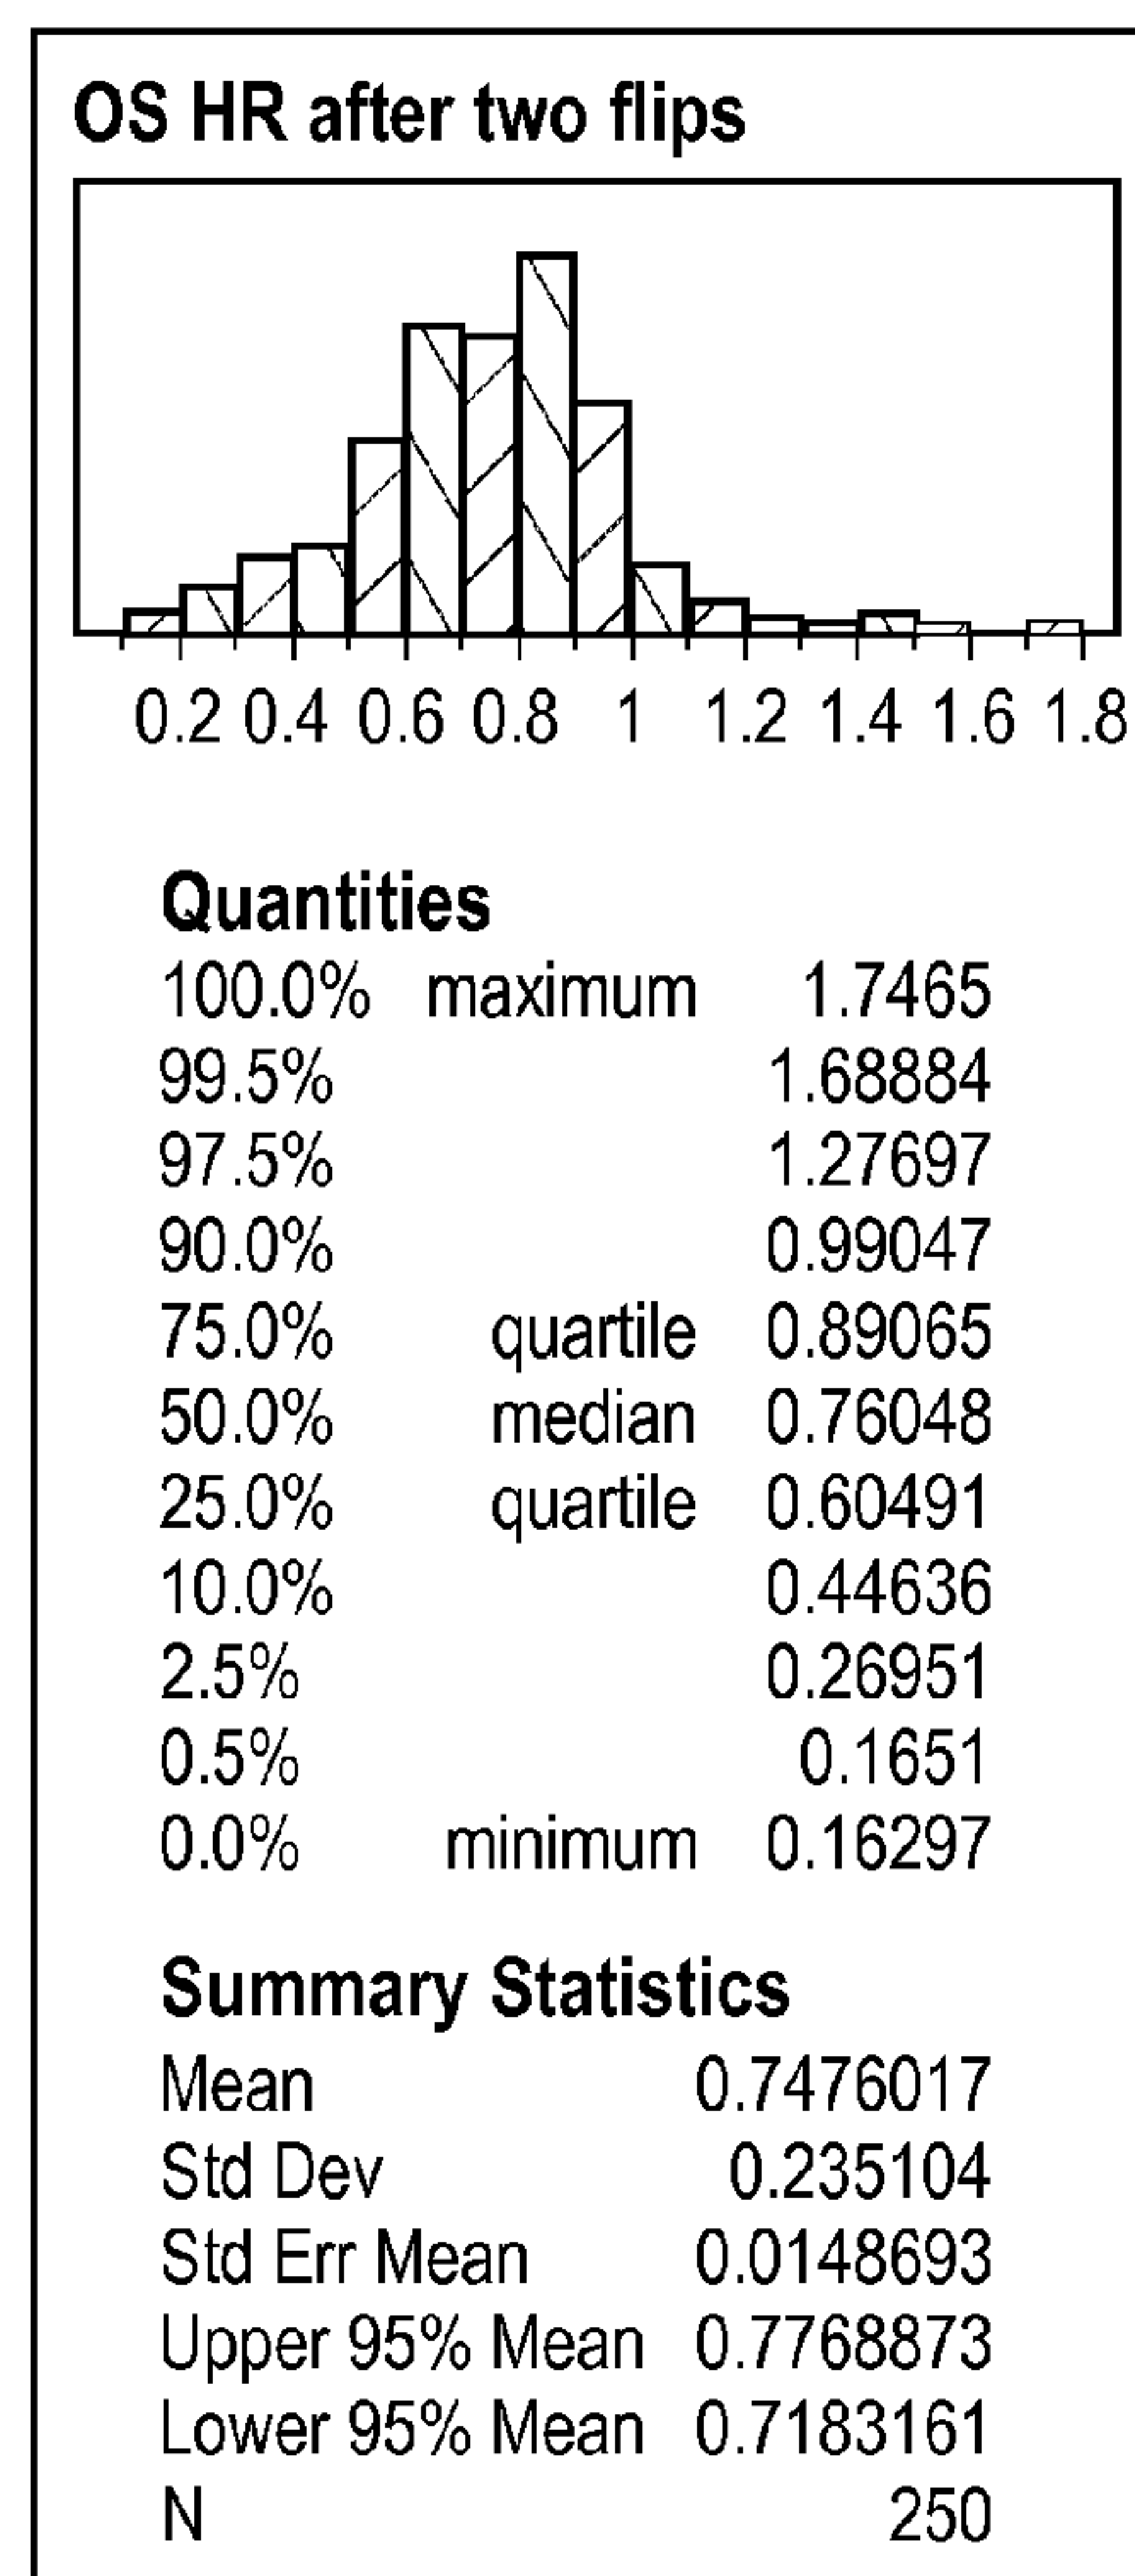 OS HR after two flips
0.2 0.4 0.6 0.8 1 1.2 1.4 1.6 1.8
Quantities
100.0% maximum 1.7465
99.5% 1.68884
97.5% 1.27697
90.0% 0.99047
75.0% quartile 0.89065
50.0% median 0.76048
25.0% quartile 0.60491
10.0% 0.44636
2.5% 0.26951
0.5% 0.1651
0.0% minimum 0.16297
Summary Statistics
Mean 0.7476017
Std Dev 0.235104
Std Err Mean 0.0148693
Upper 95% Mean 0.7768873
Lower 95% Mean 0.7183161
N 250